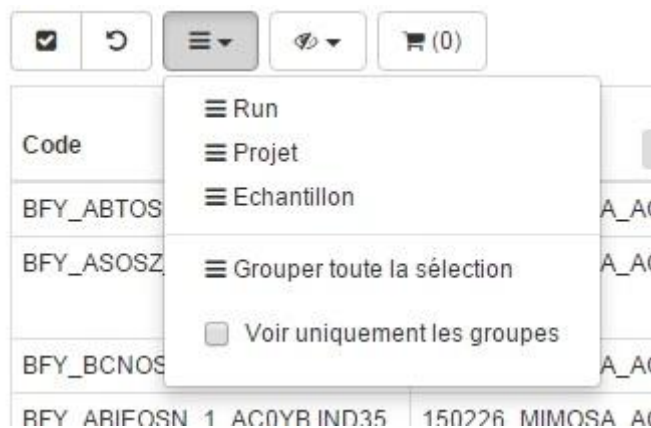 (0)
Run
Code
Projet
BFY_ABTOS
Echantillon
A_A
BFY_ASOSZ_
Grouper toute la sélection
A_A
Voir uniquement les groupes
BFY_BCNOS
A_A
BFY_ABIEOSN_1_AC0YB.IND35 150226_MIMOSA_A